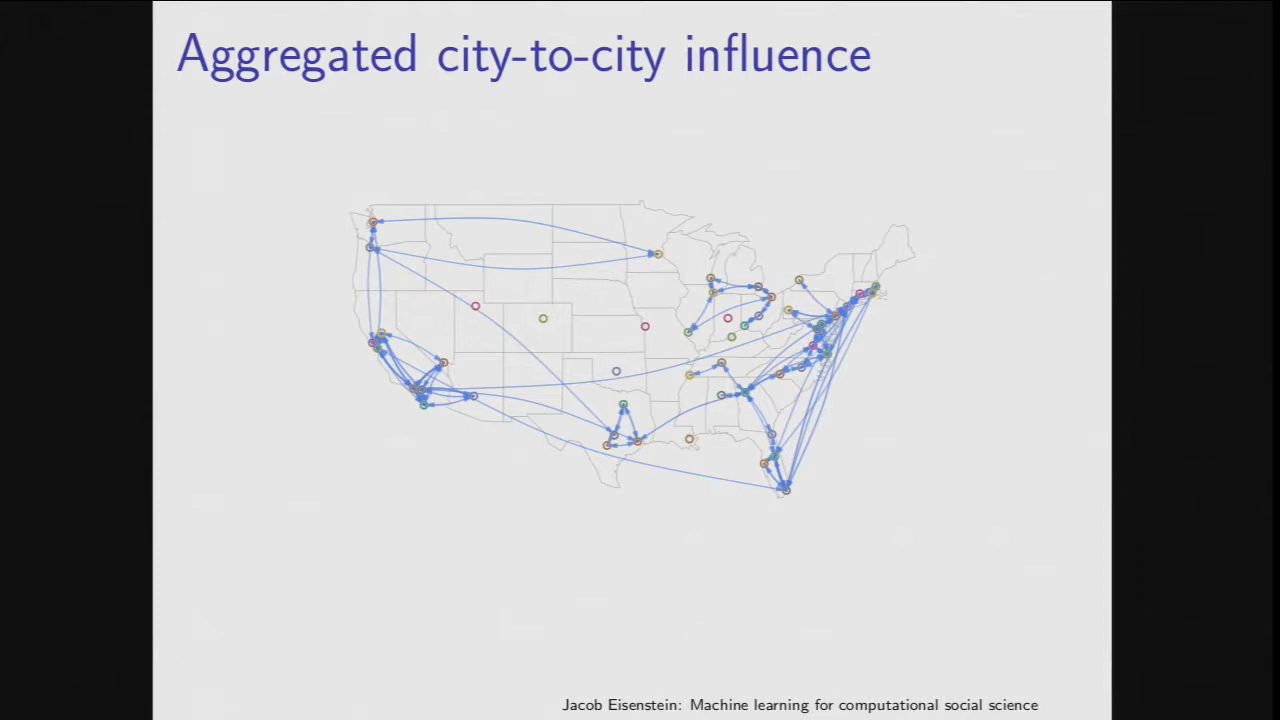 Aggregated city-to-city influence
Jacob Eisenstein: Machine learning for computational social science